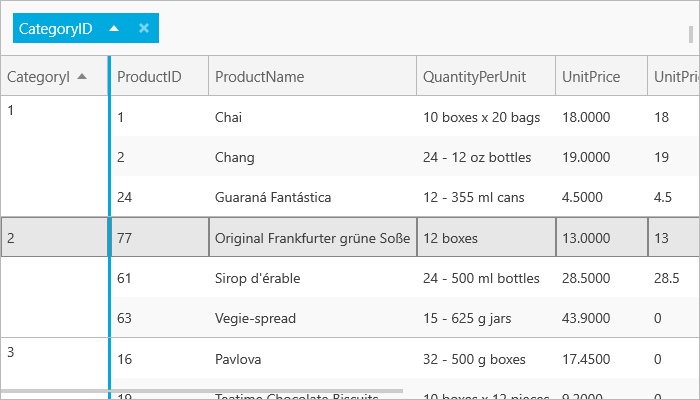 CategoryID
CategoryI ProductID ProductName QuantityPerUnit UnitPrice UnitPri
1 1 Chai 10 boxes x 20 bags 18.0000 18
2 Chang 24 - 12 oz bottles 19.0000 19
24 Guaraná Fantástica 12 - 355 ml cans 4.5000 4.5
2 77 Original Frankfurter grüne Soße 12 boxes 13.0000 13
61 Sirop d'érable 24 - 500 ml bottles 28.5000 28.5
63 Vegie-spread 15 - 625 g jars 43.9000 0
3 16 Pavlova 32 - 500 g boxes 17.4500 0
19 Teatime Chocolate Biscuits 10 boxes x 12 pieces 9.2000 0